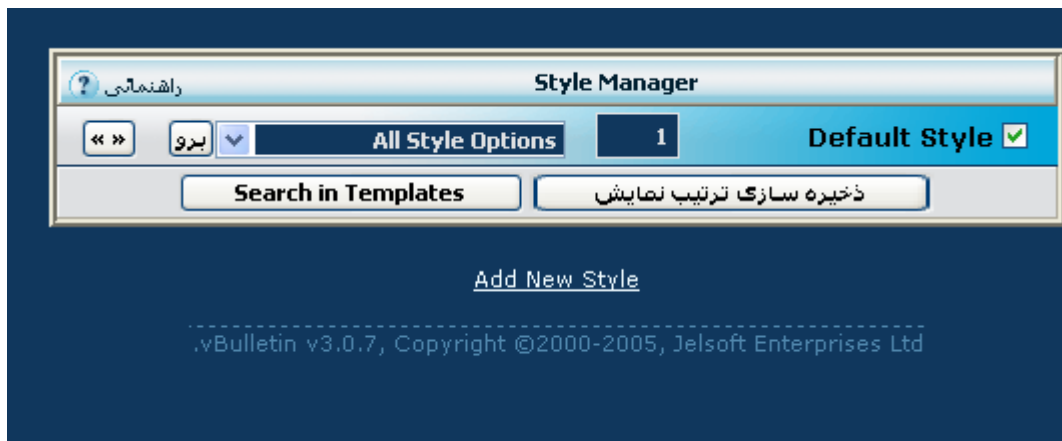 Style Manager راهنمائی ?
Default Style 1 All Style Options برو « »
ذخیره سازی ترتیب نمایش Search in Templates
Add New Style
.vBulletin v3.0.7, Copyright ©2000-2005, Jelsoft Enterprises Ltd